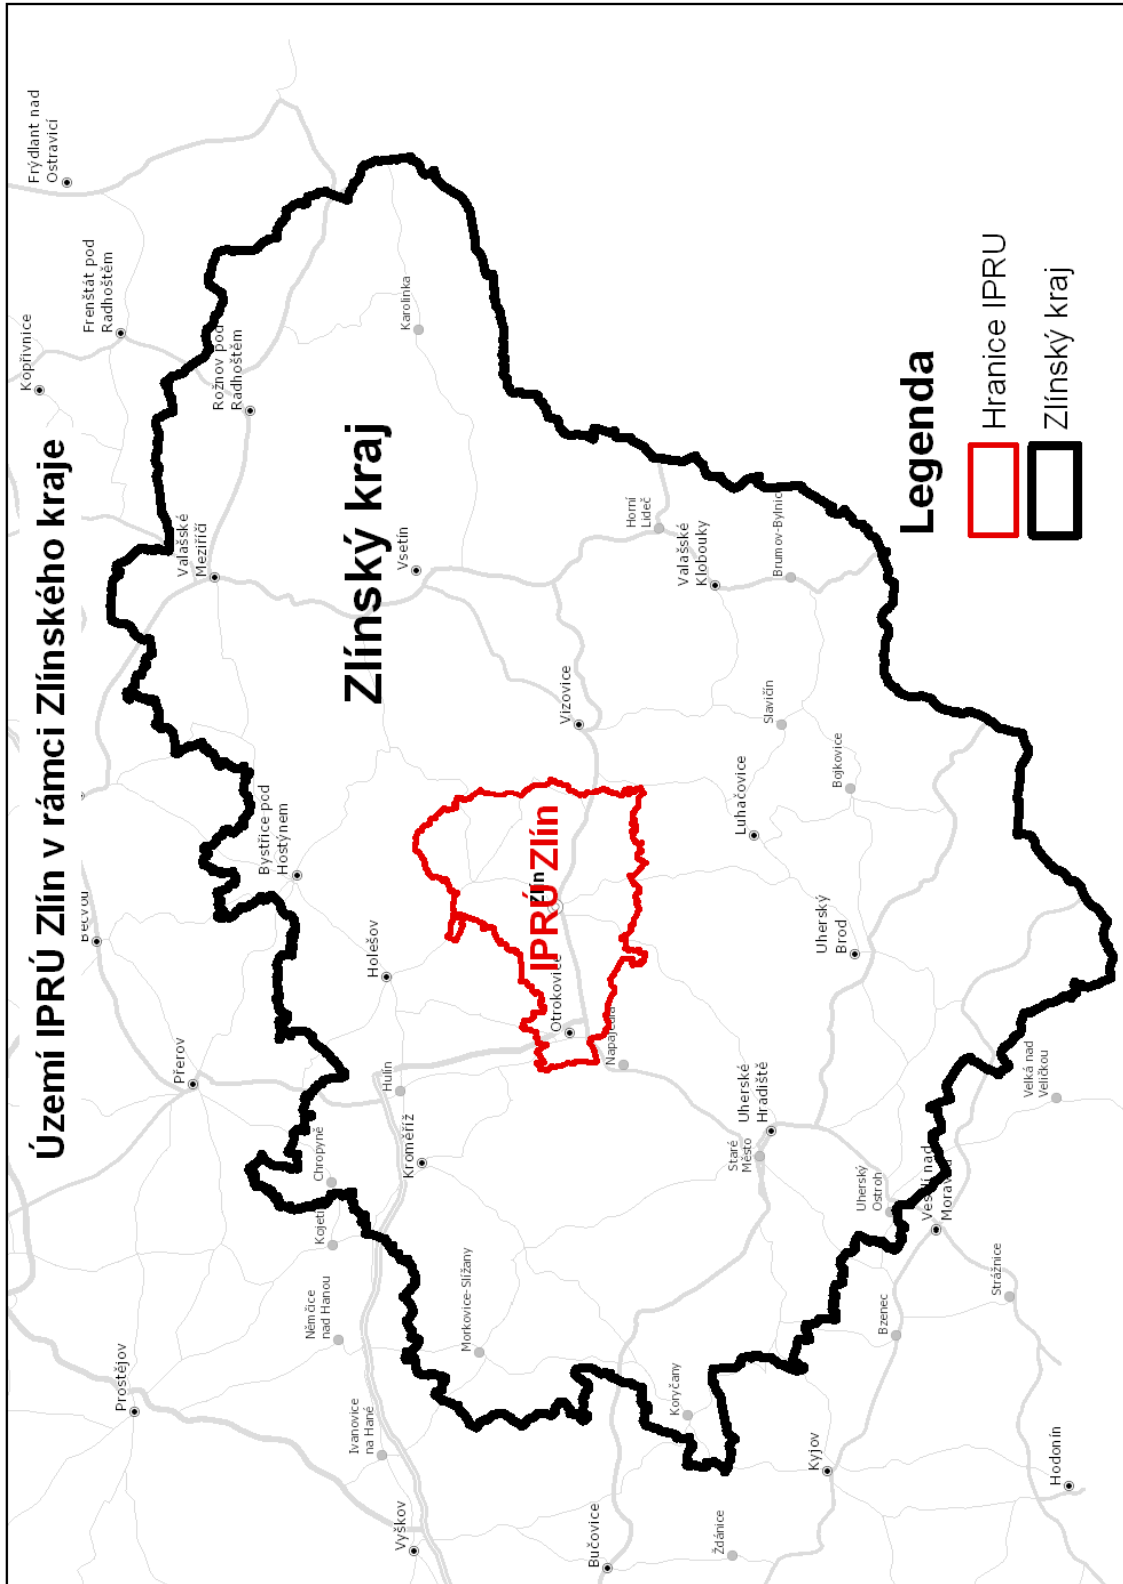 Území IPRÚ Zlín v rámci Zlínského kraje
Frýdlant nad
Ostravicí
Kopřivnice
Frenštát pod
Radhoštěm
Rožnov pod
Radhoštěm
Karolinka
Valašské
Meziříčí
Vsetín
Zlínský kraj
Horní
Lideč
Valašské
Klobouky
Brumov-Bylnic
Vizovice
Slavičín
Bojkovice
Luhačovice
Bystřice pod
Hostýnem
Holešov
Zlín
IPRÚ Zlín
Otrokovice
Napajedla
Uherský
Brod
Přerov
Hulín
Kroměříž
Chropyně
Kojetí
Uherské
Hradiště
Staré
Město
Velká nad
Veličkou
Uherský
Ostroh
Veselí nad
Němčice
nad Hanou
Morkovice-Slížany
Prostějov
Ivanovice
na Hané
Vyškov
Koryčany
Bučovice
Ždánice
Kyjov
Bzenec
Strážnice
Hodonín
Legenda
Hranice IPRU
Zlínský kraj